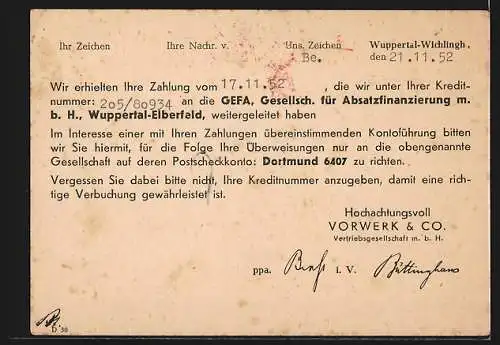 Ihr Zeichen Ihre Nachr. v. Uns. Zeichen Wuppertal-Wichlingh,
Be. den 21.11.52
Wir erhielten Ihre Zahlung vom 17.11.52 , die wir unter Ihrer Kredit-
nummer: 2o5/8o934 an die GEFA, Gesellsch. für Absatzfinanzierung m.
b. H., Wuppertal-Elberfeld, weitergeleitet haben
Im Interesse einer mit Ihren Zahlungen übereinstimmenden Kontoführung bitten
wir Sie hiermit, für die Folge Ihre Überweisungen nur an die obengenannte
Gesellschaft auf deren Postscheckkonto: Dortmund 6407 zu richten.
Vergessen Sie dabei bitte nicht, Ihre Kreditnummer anzugeben, damit eine rich-
tige Verbuchung gewährleistet ist.
Hochachtungsvoll
VORWERK & CO.
Vertriebsgesellschaft m. b. H.
ppa. i. V. Büttinghaus
D 38